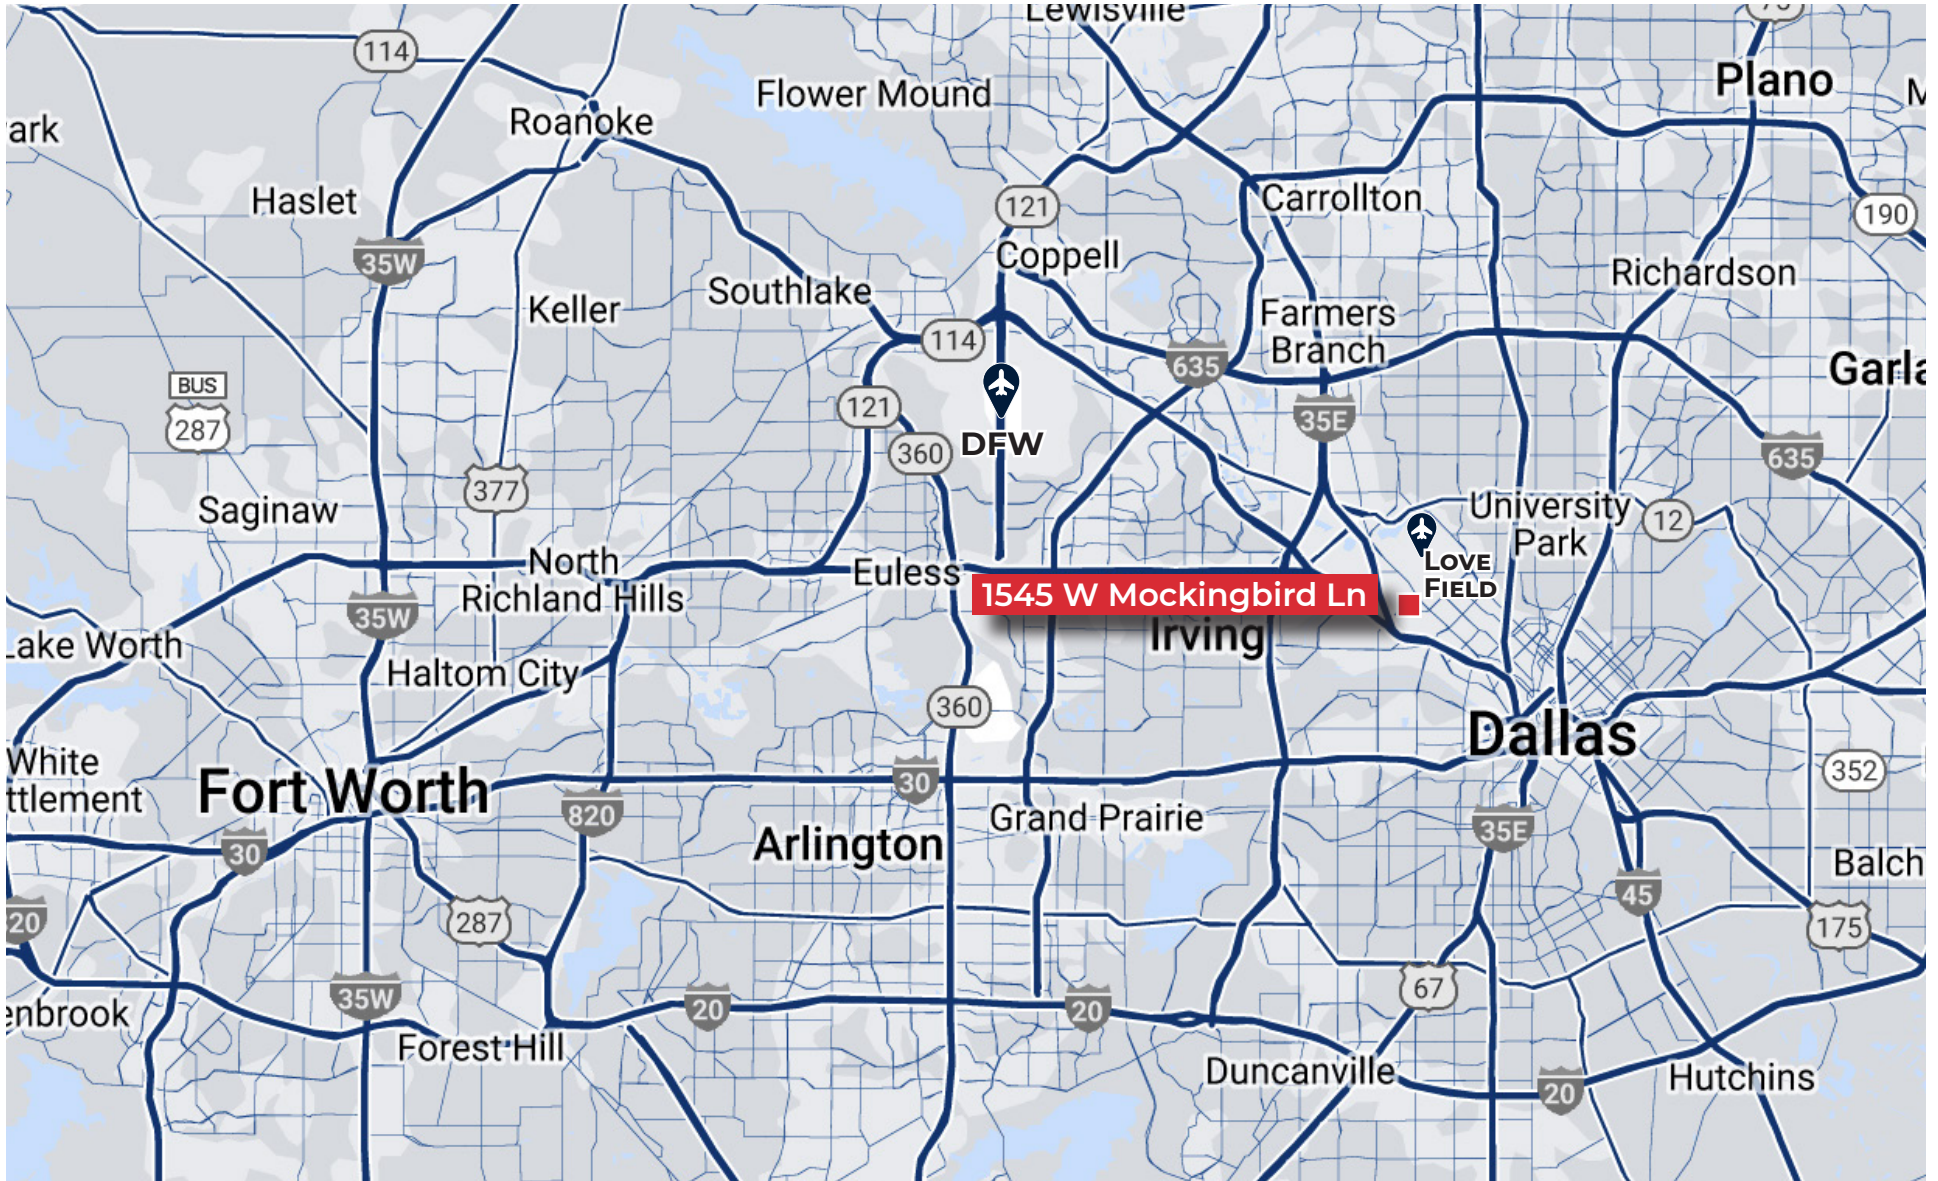 Lewisville
114
Flower Mound
Plano
Roanoke
Haslet
121
Carrollton
190
35W
Coppell
Richardson
Southlake
Keller
Farmers
Branch
114
635
BUS
287
121
DFW
35E
360
635
377
Saginaw
University
Park
12
North
Richland Hills
Euless
LOVE
FIELD
1545 W Mockingbird Ln
35W
Irving
Lake Worth
Haltom City
360
Dallas
White
ttlement
Fort Worth
30
352
820
Grand Prairie
Arlington
35E
30
Balch
45
20
287
175
35W
67
20
20
enbrook
Forest Hill
Duncanville
20
Hutchins
ark
Garla
M